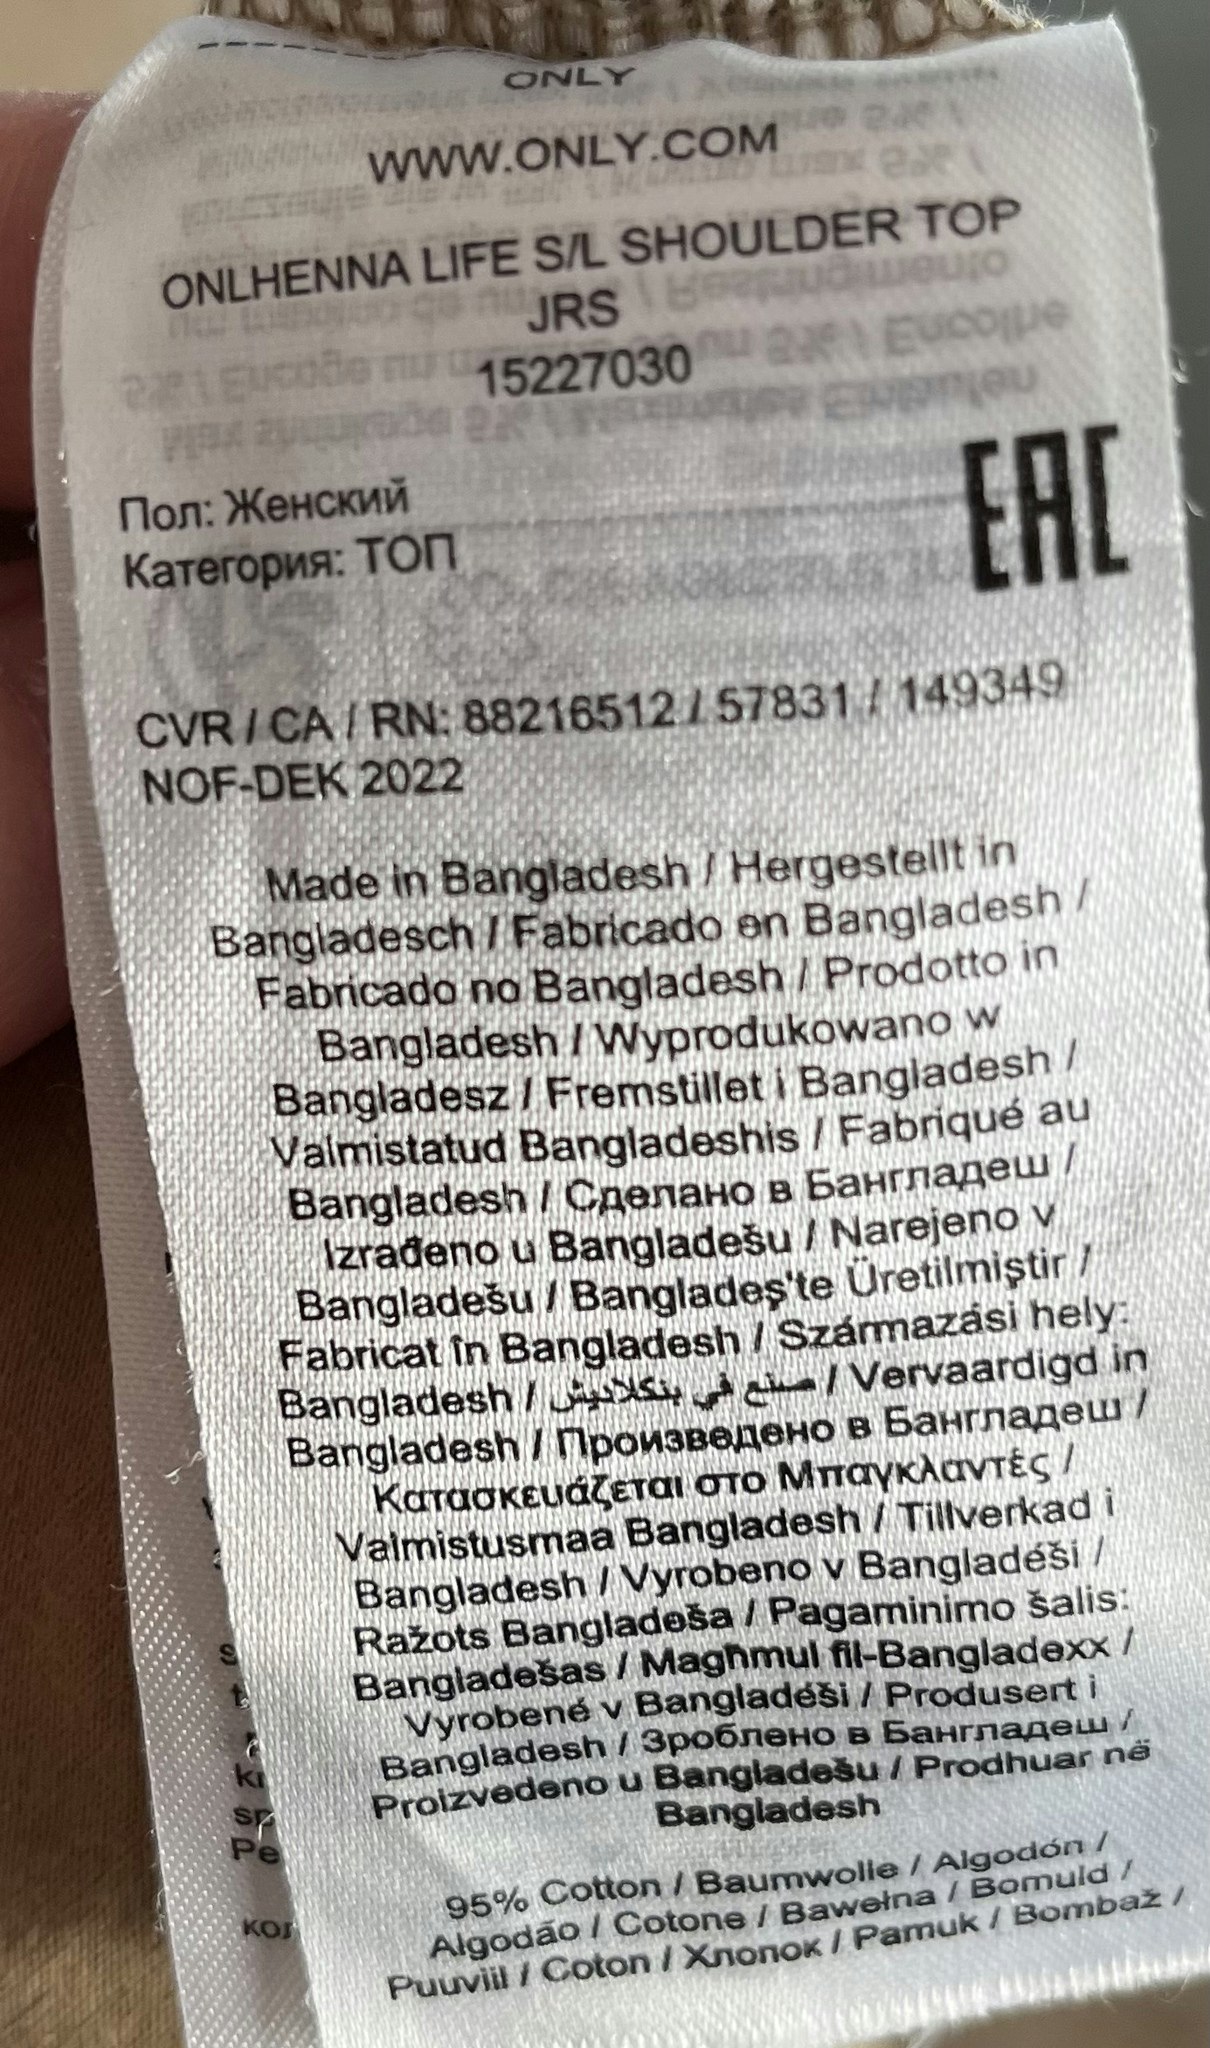 ONLY
WWW.ONLY.COM
ONLHENNA LIFE S/L SHOULDER TOP
JRS
15227030
Пол: Женский
Категория: ТОП
EAC
CVR / CA / RN: 88216512 / 57831 / 149349
NOF-DEK 2022
Made in Bangladesh / Hergestellt in
Bangladesch / Fabricado en Bangladesh /
Fabricado no Bangladesh / Prodotto in
Bangladesh / Wyprodukowano w
Bangladesz / Fremstillet i Bangladesh /
Valmistatud Bangladeshis / Fabriqué au
Bangladesh / Сделано в Бангладеш /
Izrađeno u Bangladešu / Narejeno v
Bangladešu / Bangladeş'te Üretilmiştir /
Fabricat în Bangladesh / Származási hely:
Bangladesh / صنع في بنكلاديش / Vervaardigd in
Bangladesh / Произведено в Бангладеш /
Κατασκευάζεται στο Μπαγκλαντές /
Valmistusmaa Bangladesh / Tillverkad i
Bangladesh / Vyrobeno v Bangladéši /
Ražots Bangladeša / Pagaminimo šalis:
Bangladešas / Magħmul fil-Bangladexx /
Vyrobené v Bangladéši / Produsert i
Bangladesh / Зроблено в Бангладеш /
Proizvedeno u Bangladešu / Prodhuar në
Bangladesh
95% Cotton / Baumwolle / Algodón /
Algodão / Cotone / Bawełna / Bomuld /
Puuviill / Coton / Хлопок / Pamuk / Bombaž /